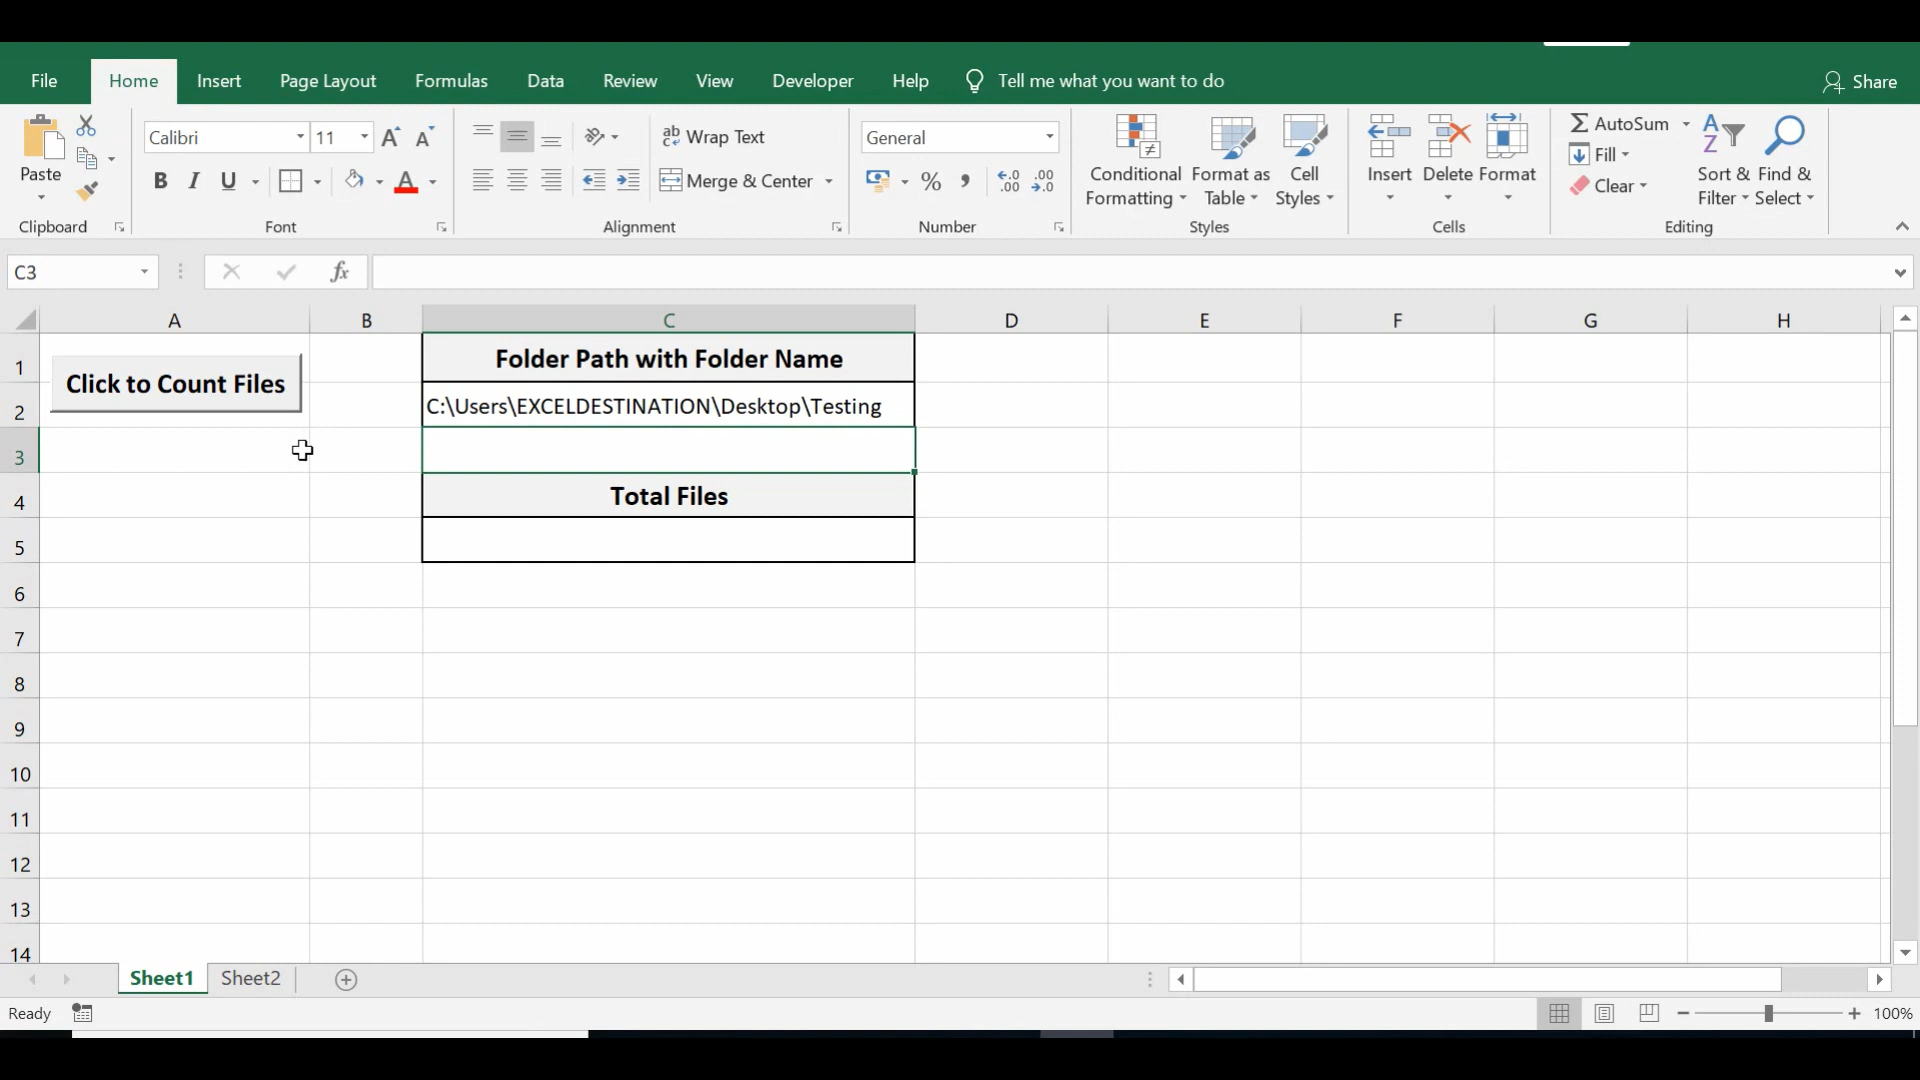 File Home Insert Page Layout Formulas Data Review View Developer Help Tell me what you want to do Share
Paste
Clipboard
Calibri 11
B I U A
Font
Wrap Text
Merge & Center
Alignment
General
% ,
Number
Conditional Formatting
Format as Table
Cell Styles
Styles
Insert Delete Format
Cells
AutoSum
Fill
Clear
Sort & Filter
Find & Select
Editing
C3 fx
A B C D E F G H
1 Folder Path with Folder Name
Click to Count Files
2 C:\Users\EXCELDESTINATION\Desktop\Testing
3
4 Total Files
5
6
7
8
9
10
11
12
13
14
Sheet1 Sheet2
Ready 100%